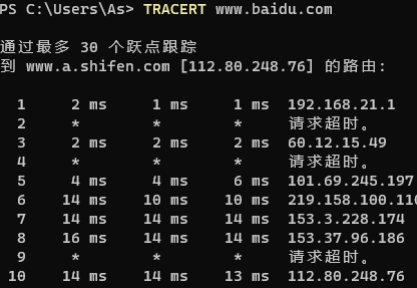 PS C:\Users\As> TRACERT www.baidu.com
通过最多 30 个跃点跟踪
到 www.a.shifen.com [112.80.248.76] 的路由:
1 2 ms 1 ms 1 ms 192.168.21.1
2 * * * 请求超时。
3 2 ms 2 ms 2 ms 60.12.15.49
4 * * * 请求超时。
5 4 ms 4 ms 6 ms 101.69.245.197
6 14 ms 10 ms 10 ms 219.158.100.110
7 14 ms 14 ms 14 ms 153.3.228.174
8 16 ms 14 ms 14 ms 153.37.96.186
9 * * * 请求超时。
10 14 ms 14 ms 13 ms 112.80.248.76